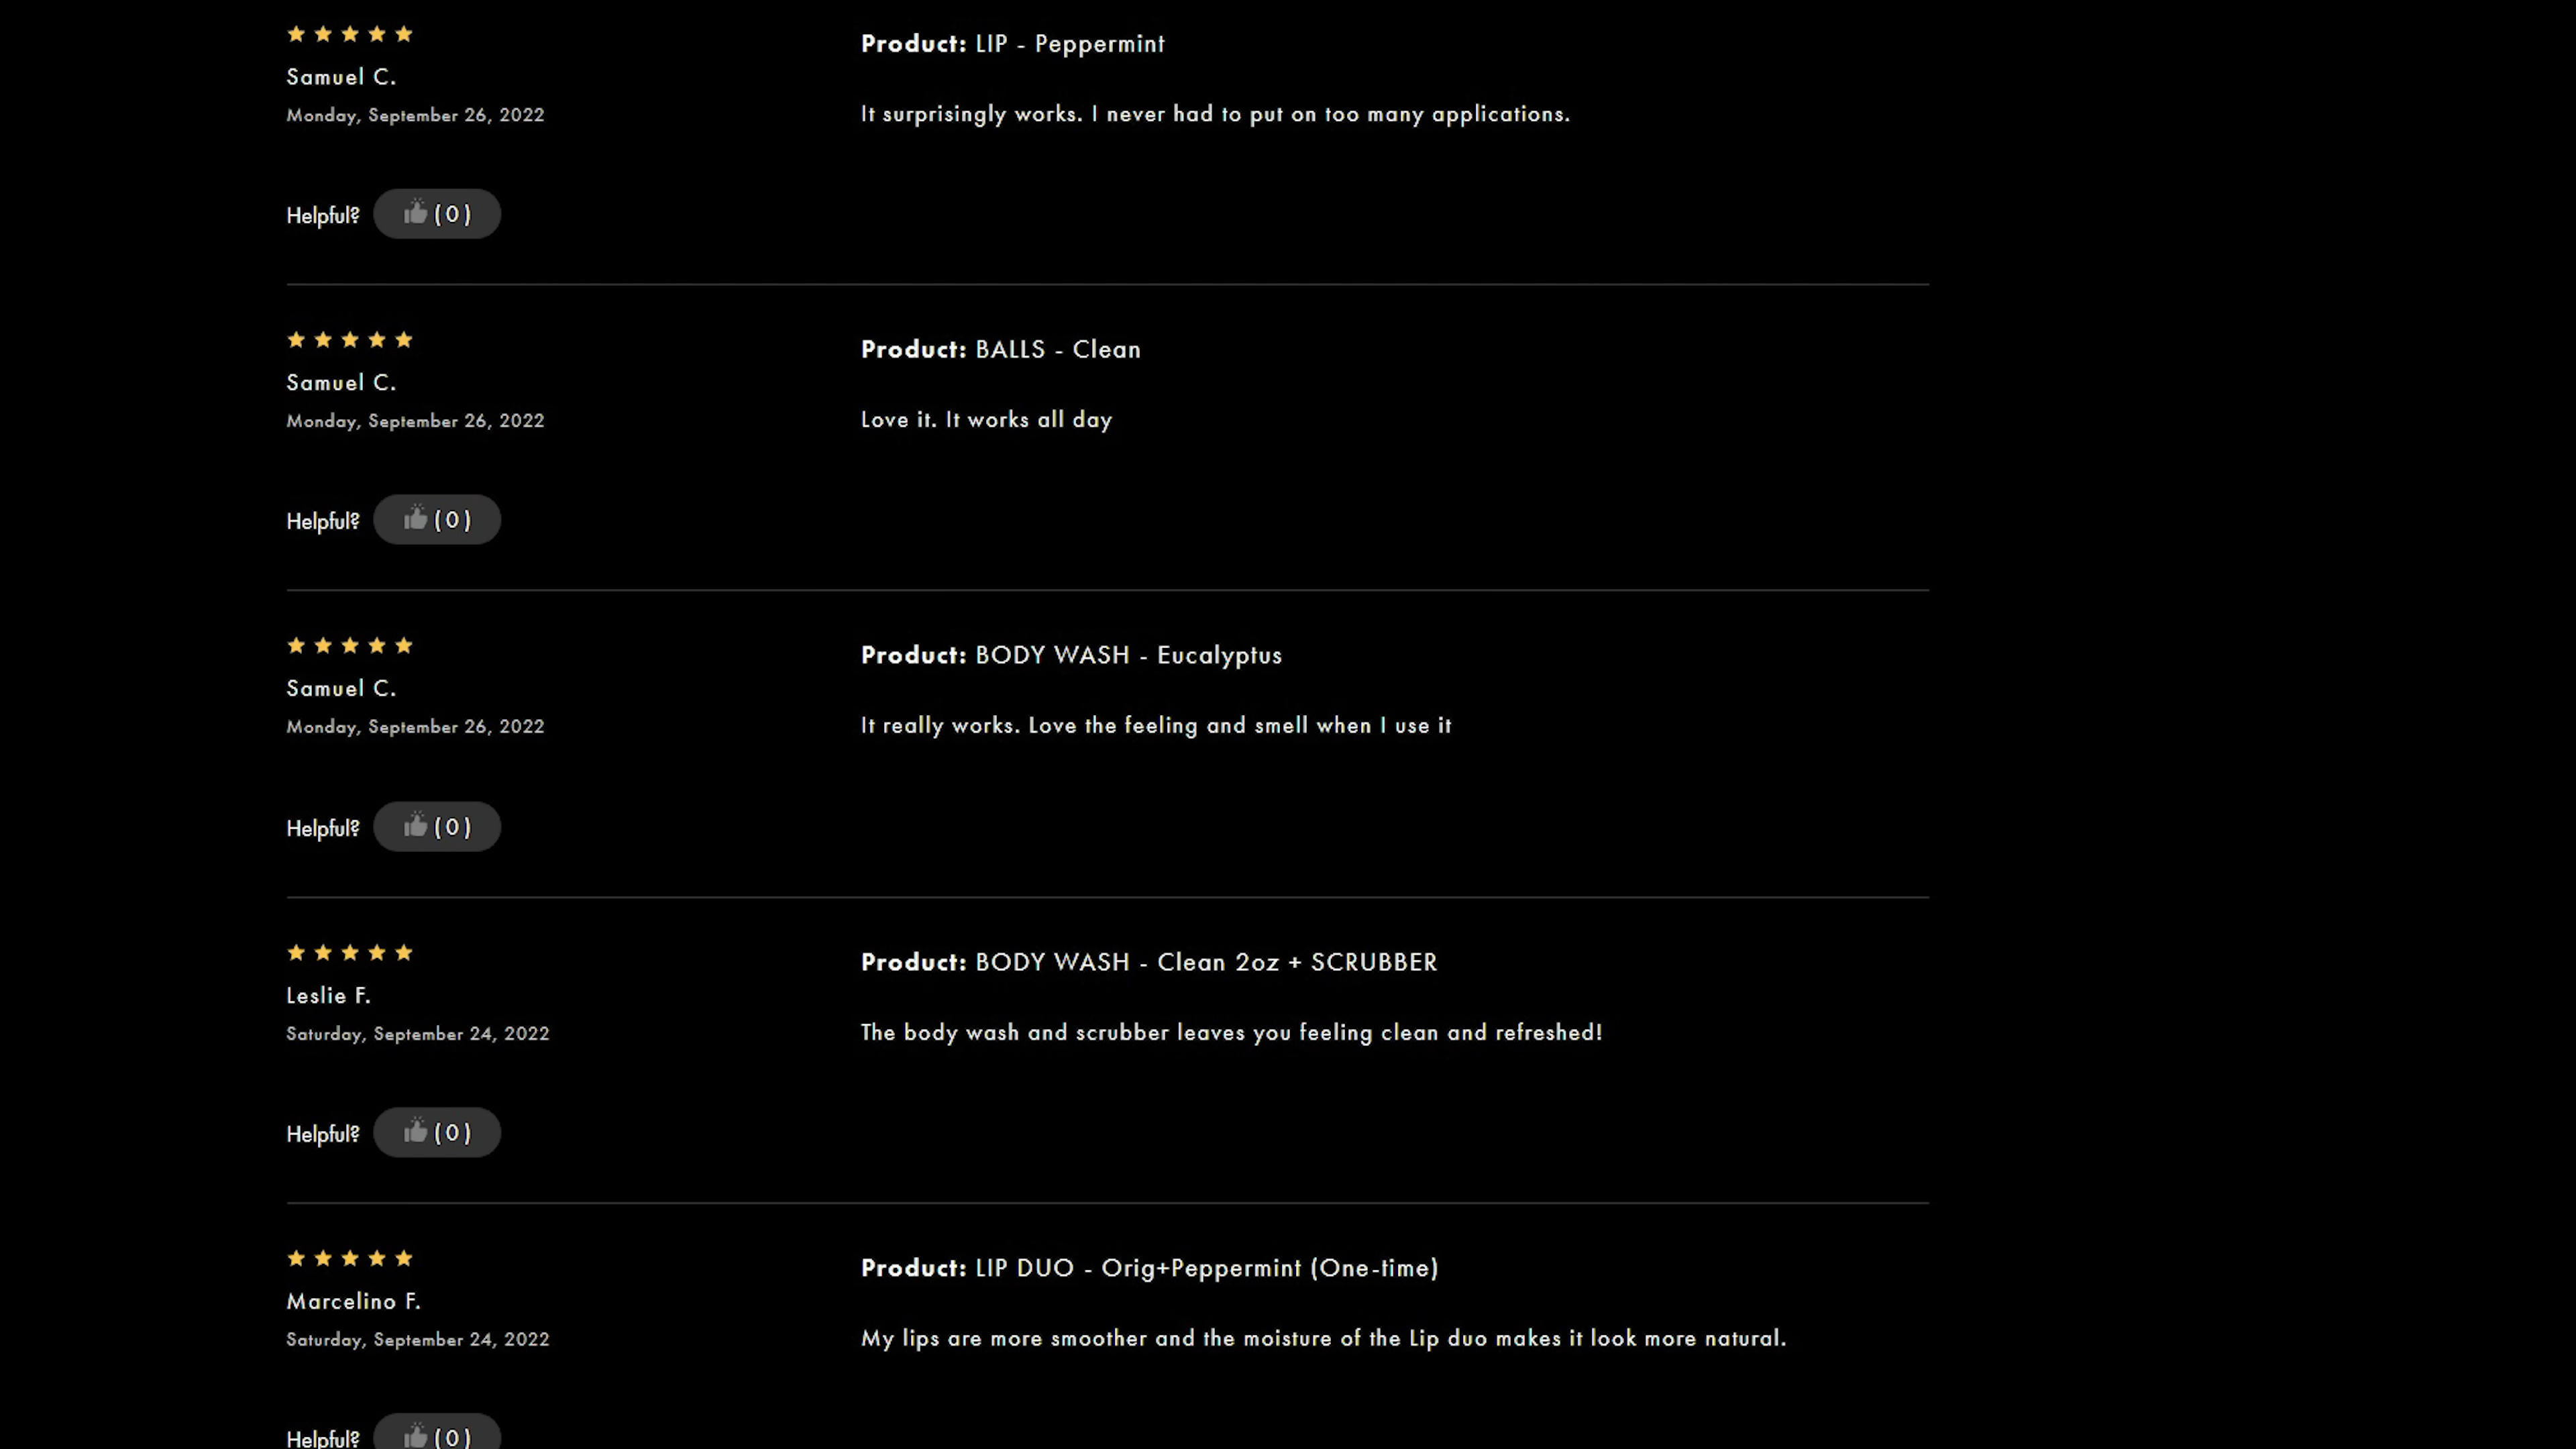 Product: LIP - Peppermint
Samuel C.
Monday, September 26, 2022
It surprisingly works. I never had to put on too many applications.
Helpful? (0)
Product: BALLS - Clean
Samuel C.
Monday, September 26, 2022
Love it. It works all day
Helpful? (0)
Product: BODY WASH - Eucalyptus
Samuel C.
Monday, September 26, 2022
It really works. Love the feeling and smell when I use it
Helpful? (0)
Product: BODY WASH - Clean 2oz + SCRUBBER
Leslie F.
Saturday, September 24, 2022
The body wash and scrubber leaves you feeling clean and refreshed!
Helpful? (0)
Product: LIP DUO - Orig+Peppermint (One-time)
Marcelino F.
Saturday, September 24, 2022
My lips are more smoother and the moisture of the Lip duo makes it look more natural.
Helpful? (0)